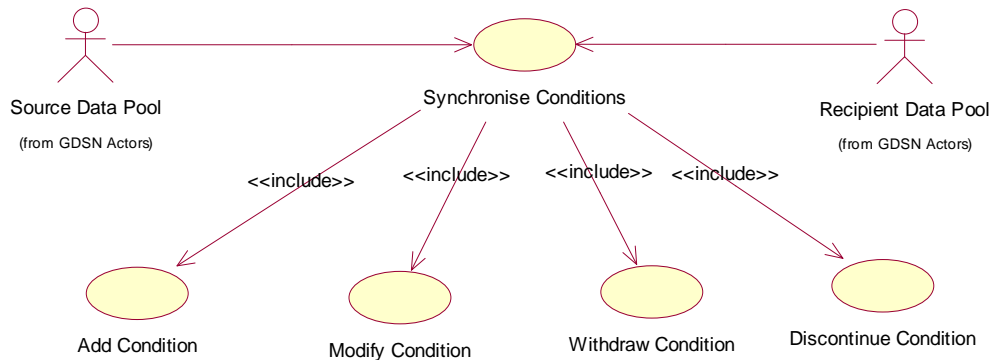 Source Data Pool
(from GDSN Actors)
Synchronise Conditions
Recipient Data Pool
(from GDSN Actors)
<<include>>
<<include>>
<<include>>
<<include>>
Add Condition
Modify Condition
Withdraw Condition
Discontinue Condition